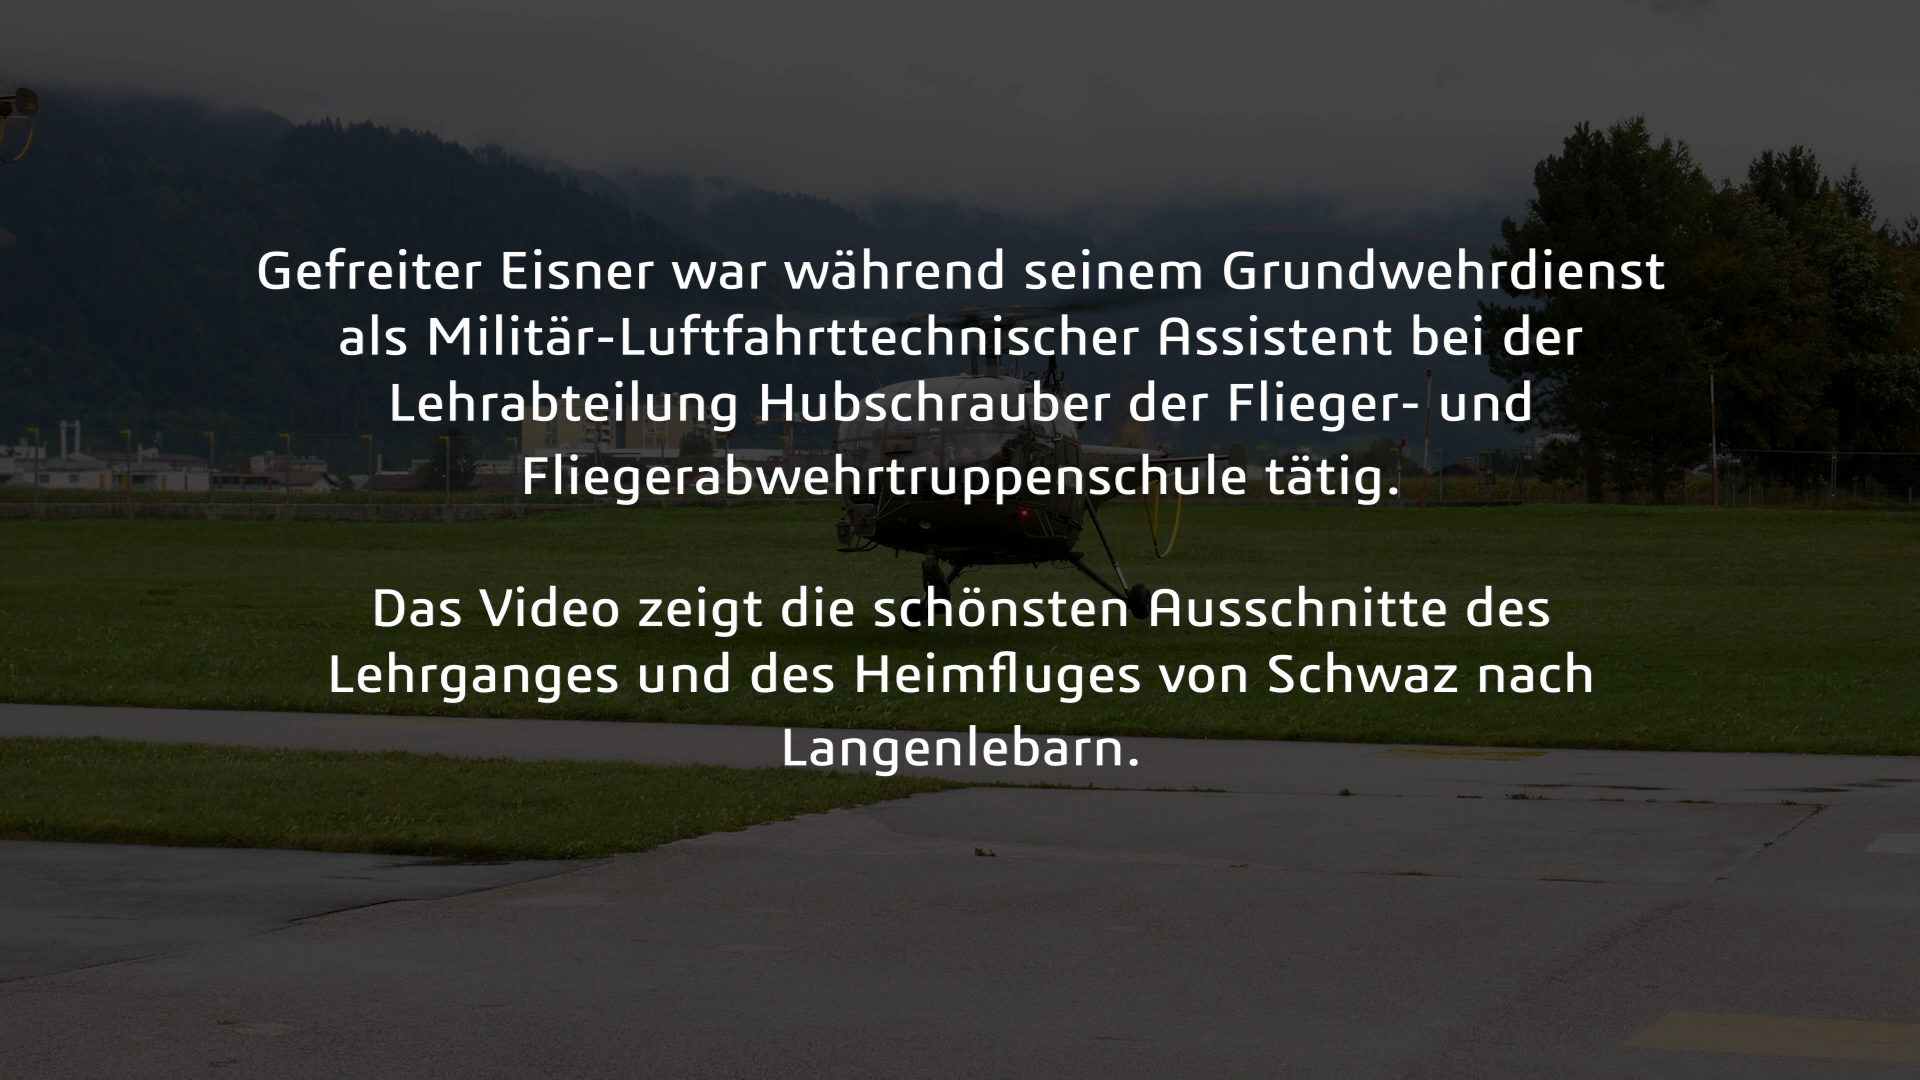 Gefreiter Eisner war während seinem Grundwehrdienst
als Militär-Luftfahrttechnischer Assistent bei der
Lehrabteilung Hubschrauber der Flieger- und
Fliegerabwehrtruppenschule tätig.
Das Video zeigt die schönsten Ausschnitte des
Lehrganges und des Heimfluges von Schwaz nach
Langenlebarn.